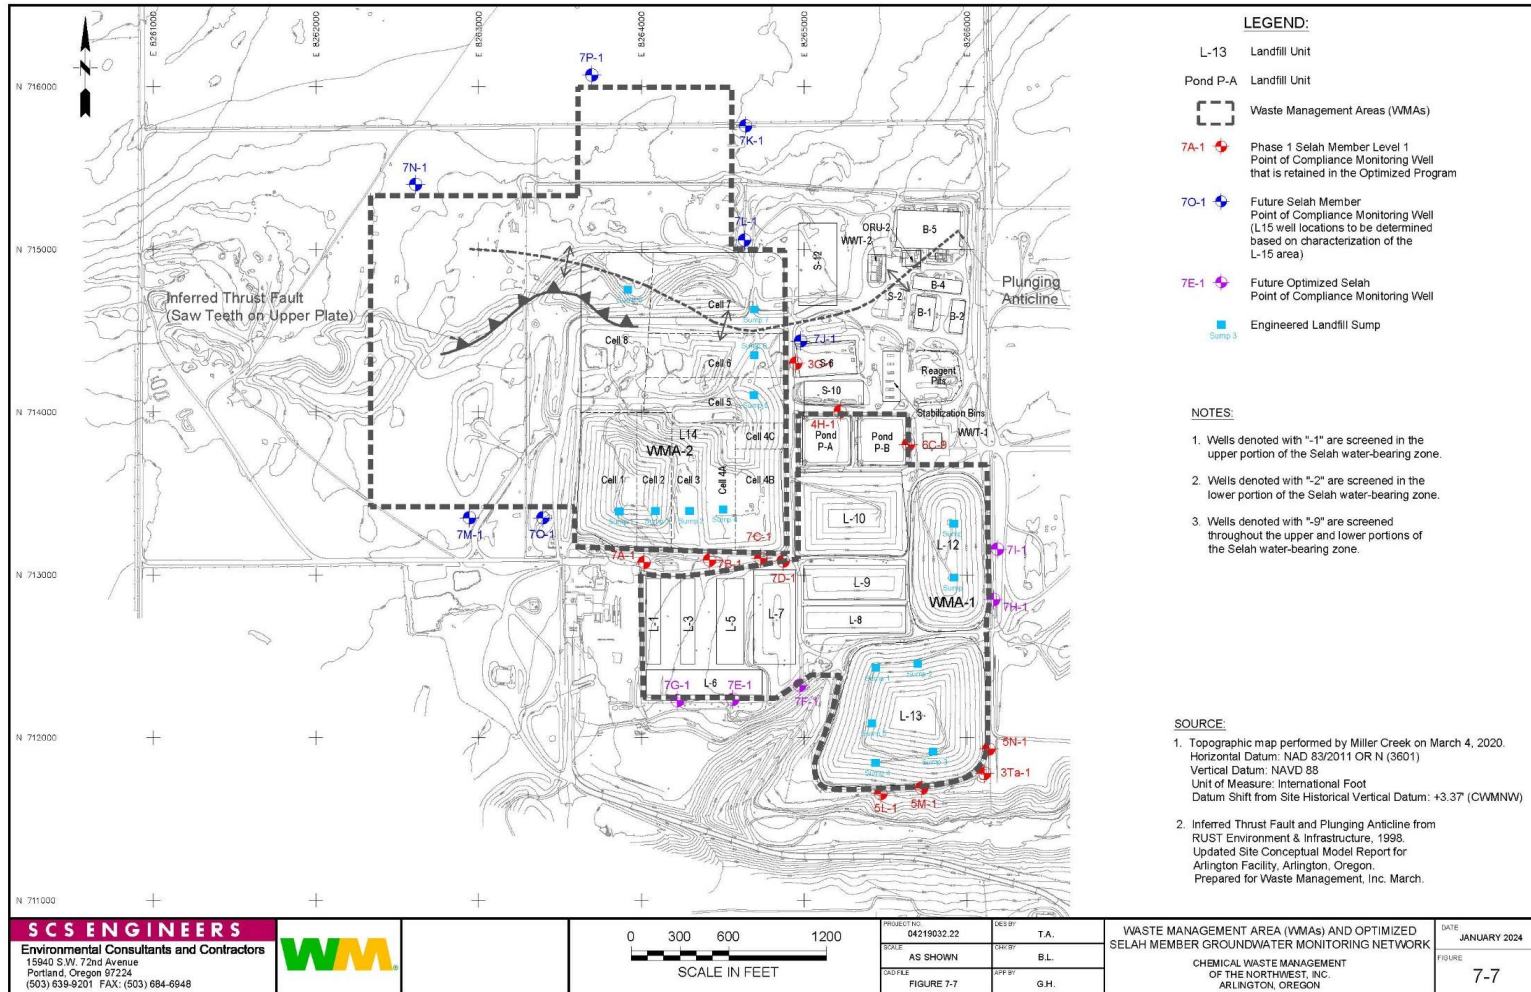 E 8261000
E 8262000
E 8263000
E 8264000
E 8265000
E 8266000
N 716000
N 715000
N 714000
N 713000
N 712000
N 711000
7P-1
7K-1
7N-1
7L-1
ORU-2
WWT-2
B-5
S-12
B-4
S-2
B-1
B-2
Plunging
Anticline
Inferred Thrust Fault
(Saw Teeth on Upper Plate)
Cell 7
Sump 7
Cell 8
7J-1
S-6
Cell 6
Reagent
Pits
S-10
Cell 5
Stabilization Bins
4H-1
WWT-1
L14
WMA-2
Cell 4C
Pond
P-A
Pond
P-B
6C-9
Cell 1
Cell 2
Cell 3
Cell 4A
Cell 4B
Sump 1
L-10
Sump
L-12
7M-1
7O-1
7A-1
7B-1
7C-1
7D-1
7I-1
L-9
Sump
WMA-1
7H-1
L-1
L-3
L-5
L-7
L-8
L-6
7G-1
7E-1
7F-1
Sump 1
L-13
5N-1
3Ta-1
5L-1
5M-1
LEGEND:
L-13 Landfill Unit
Pond P-A Landfill Unit
Waste Management Areas (WMAs)
7A-1 Phase 1 Selah Member Level 1
Point of Compliance Monitoring Well
that is retained in the Optimized Program
7O-1 Future Selah Member
Point of Compliance Monitoring Well
(L15 well locations to be determined
based on characterization of the
L-15 area)
7E-1 Future Optimized Selah
Point of Compliance Monitoring Well
Engineered Landfill Sump
Sump 3
NOTES:
1. Wells denoted with "-1" are screened in the
upper portion of the Selah water-bearing zone.
2. Wells denoted with "-2" are screened in the
lower portion of the Selah water-bearing zone.
3. Wells denoted with "-9" are screened
throughout the upper and lower portions of
the Selah water-bearing zone.
SOURCE:
1. Topographic map performed by Miller Creek on March 4, 2020.
Horizontal Datum: NAD 83/2011 OR N (3601)
Vertical Datum: NAVD 88
Unit of Measure: International Foot
Datum Shift from Site Historical Vertical Datum: +3.37' (CWMNW)
2. Inferred Thrust Fault and Plunging Anticline from
RUST Environment & Infrastructure, 1998.
Updated Site Conceptual Model Report for
Arlington Facility, Arlington, Oregon.
Prepared for Waste Management, Inc. March.
SCS ENGINEERS
Environmental Consultants and Contractors
15940 S.W. 72nd Avenue
Portland, Oregon 97224
(503) 639-9201 FAX: (503) 684-6948
WM
0 300 600 1200
SCALE IN FEET
PROJECT NO.
04219032.22
DES BY
T.A.
SCALE
AS SHOWN
CHK BY
B.L.
CAD FILE
FIGURE 7-7
APP BY
G.H.
WASTE MANAGEMENT AREA (WMAs) AND OPTIMIZED
SELAH MEMBER GROUNDWATER MONITORING NETWORK
CHEMICAL WASTE MANAGEMENT
OF THE NORTHWEST, INC.
ARLINGTON, OREGON
DATE
JANUARY 2024
FIGURE
7-7